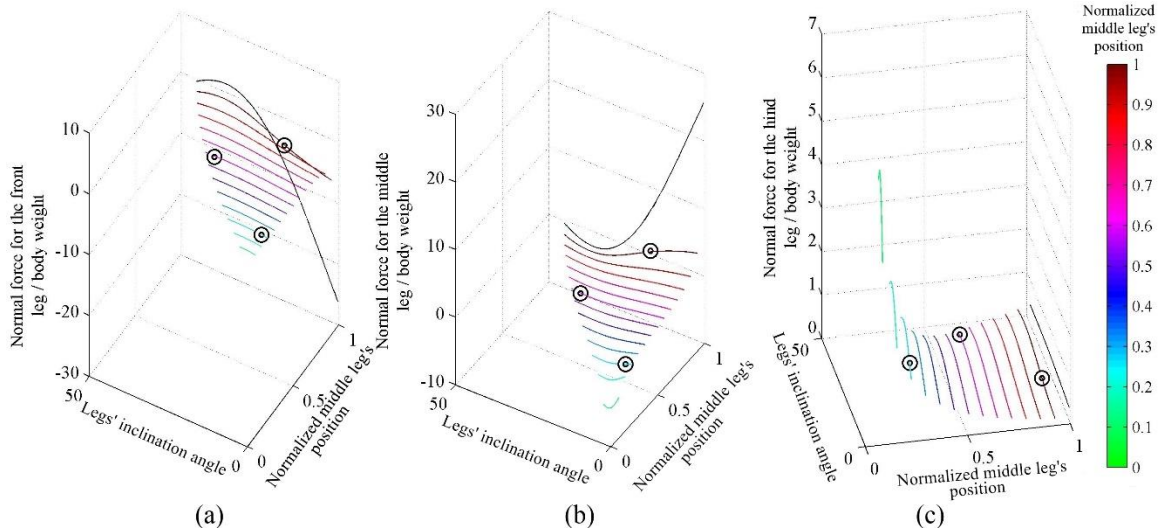 Normal force for the front
leg / body weight
10
0
-10
-20
-30
50
Legs' inclination angle
0
0
0.5
1
Normalized middle leg's
position
(a)
Normal force for the middle
leg / body weight
30
20
10
0
-10
50
Legs' inclination angle
0
0
0.5
1
Normalized middle leg's
position
(b)
Normal force for the hind
leg / body weight
7
6
5
4
3
2
1
0
50
Legs' inclination angle
0
0
0.5
1
Normalized middle leg's
position
(c)
Normalized
middle leg's
position
1
0.9
0.8
0.7
0.6
0.5
0.4
0.3
0.2
0.1
0